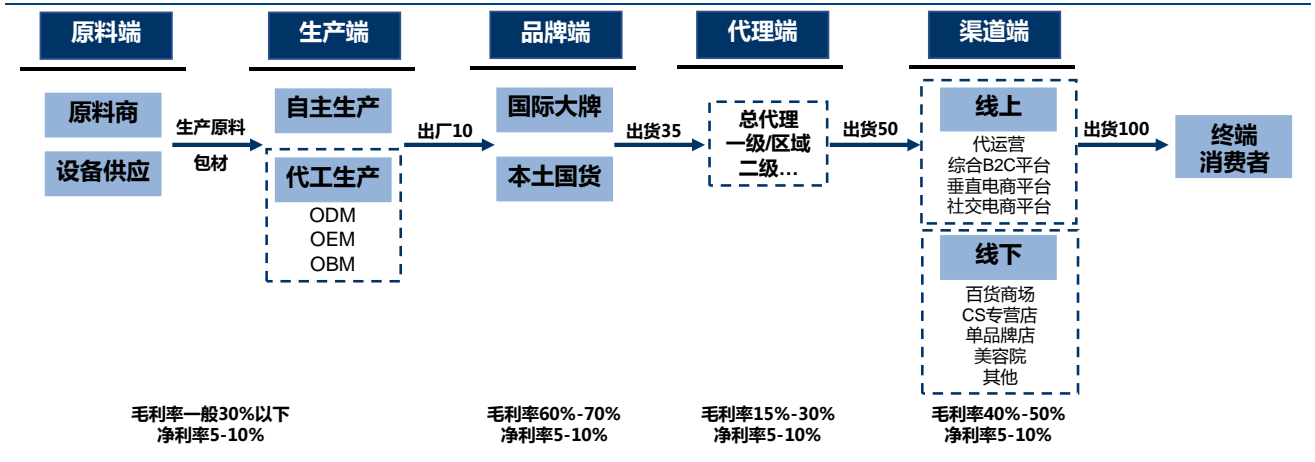 原料端
生产端
品牌端
代理端
渠道端
原料商
设备供应
生产原料
包材
自主生产
代工生产
ODM
OEM
OBM
出厂10
国际大牌
本土国货
出货35
总代理
一级/区域
二级…
出货50
线上
代运营
综合B2C平台
垂直电商平台
社交电商平台
线下
百货商场
CS专营店
单品牌店
美容院
其他
出货100
终端
消费者
毛利率一般30%以下
净利率5-10%
毛利率60%-70%
净利率5-10%
毛利率15%-30%
净利率5-10%
毛利率40%-50%
净利率5-10%